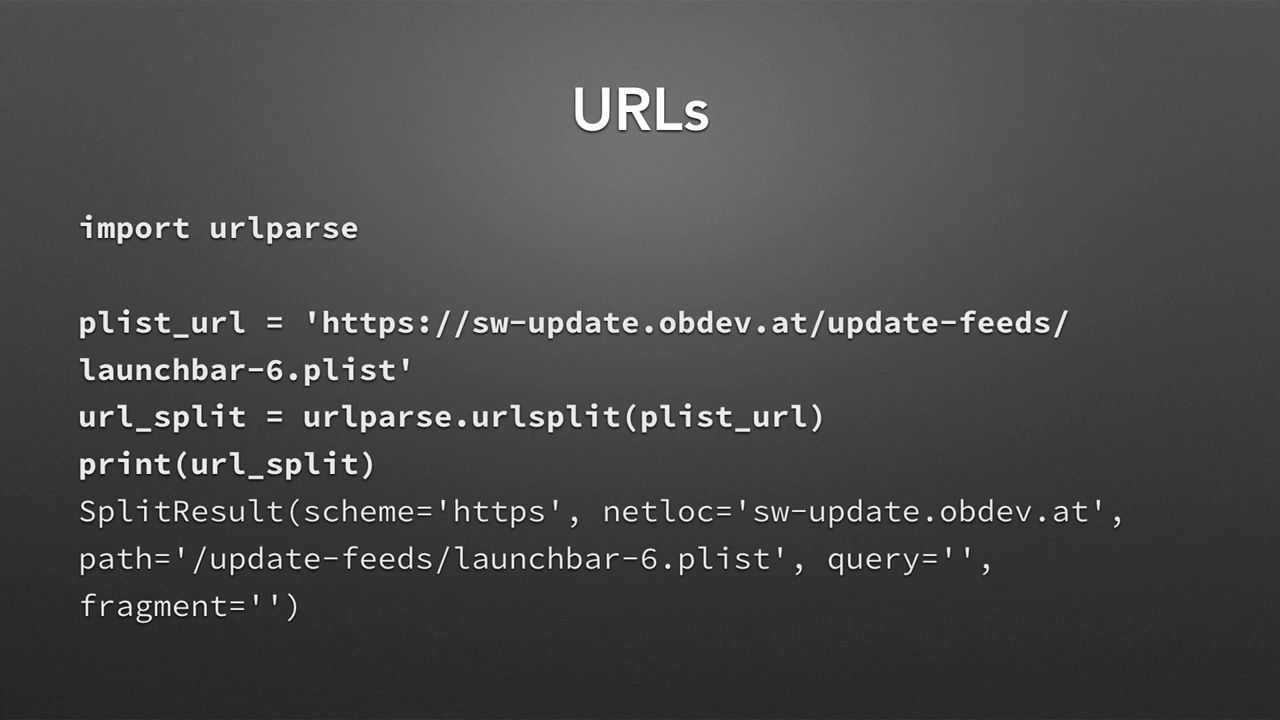 URLs
import urlparse
plist_url = 'https://sw-update.obdev.at/update-feeds/
launchbar-6.plist'
url_split = urlparse.urlsplit(plist_url)
print(url_split)
SplitResult(scheme='https', netloc='sw-update.obdev.at',
path='/update-feeds/launchbar-6.plist', query='',
fragment='')